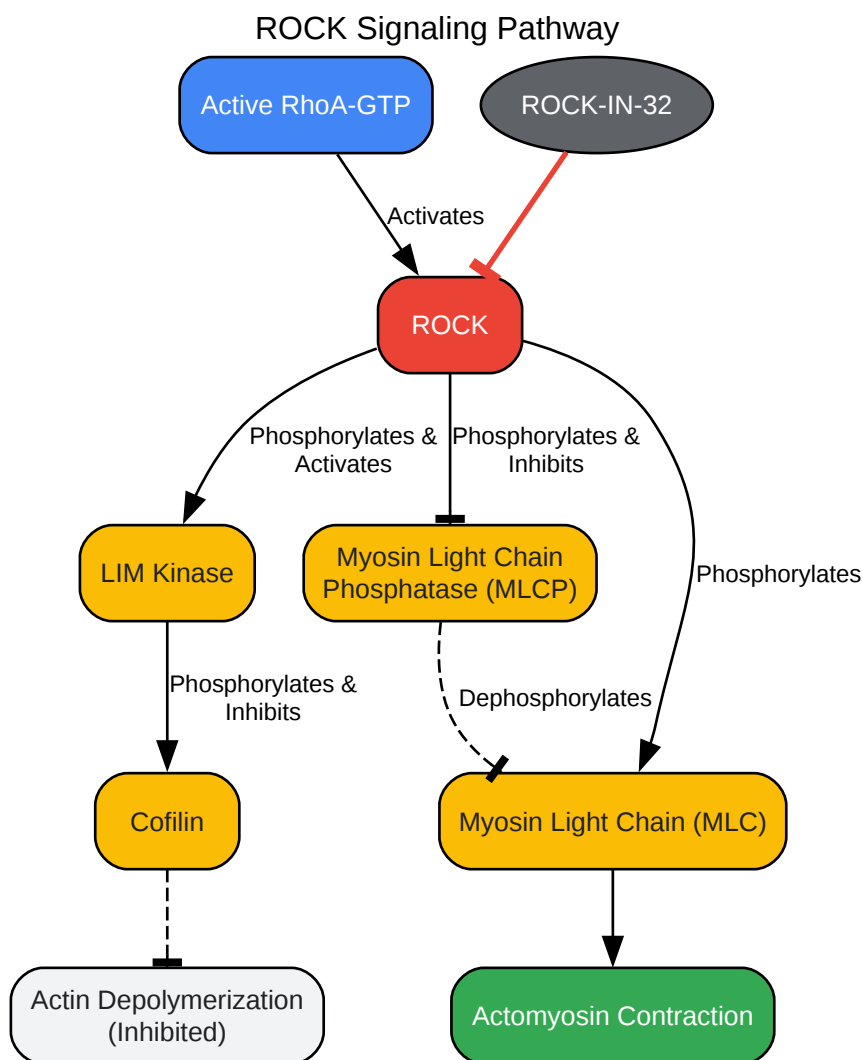 ROCK Signaling Pathway
Active RhoA-GTP
ROCK-IN-32
Activates
ROCK
Phosphorylates &
Activates
Phosphorylates &
Inhibits
LIM Kinase
Myosin Light Chain
Phosphatase (MLCP)
Phosphorylates
Phosphorylates &
Inhibits
Dephosphorylates
Cofilin
Myosin Light Chain (MLC)
Actin Depolymerization
(Inhibited)
Actomyosin Contraction